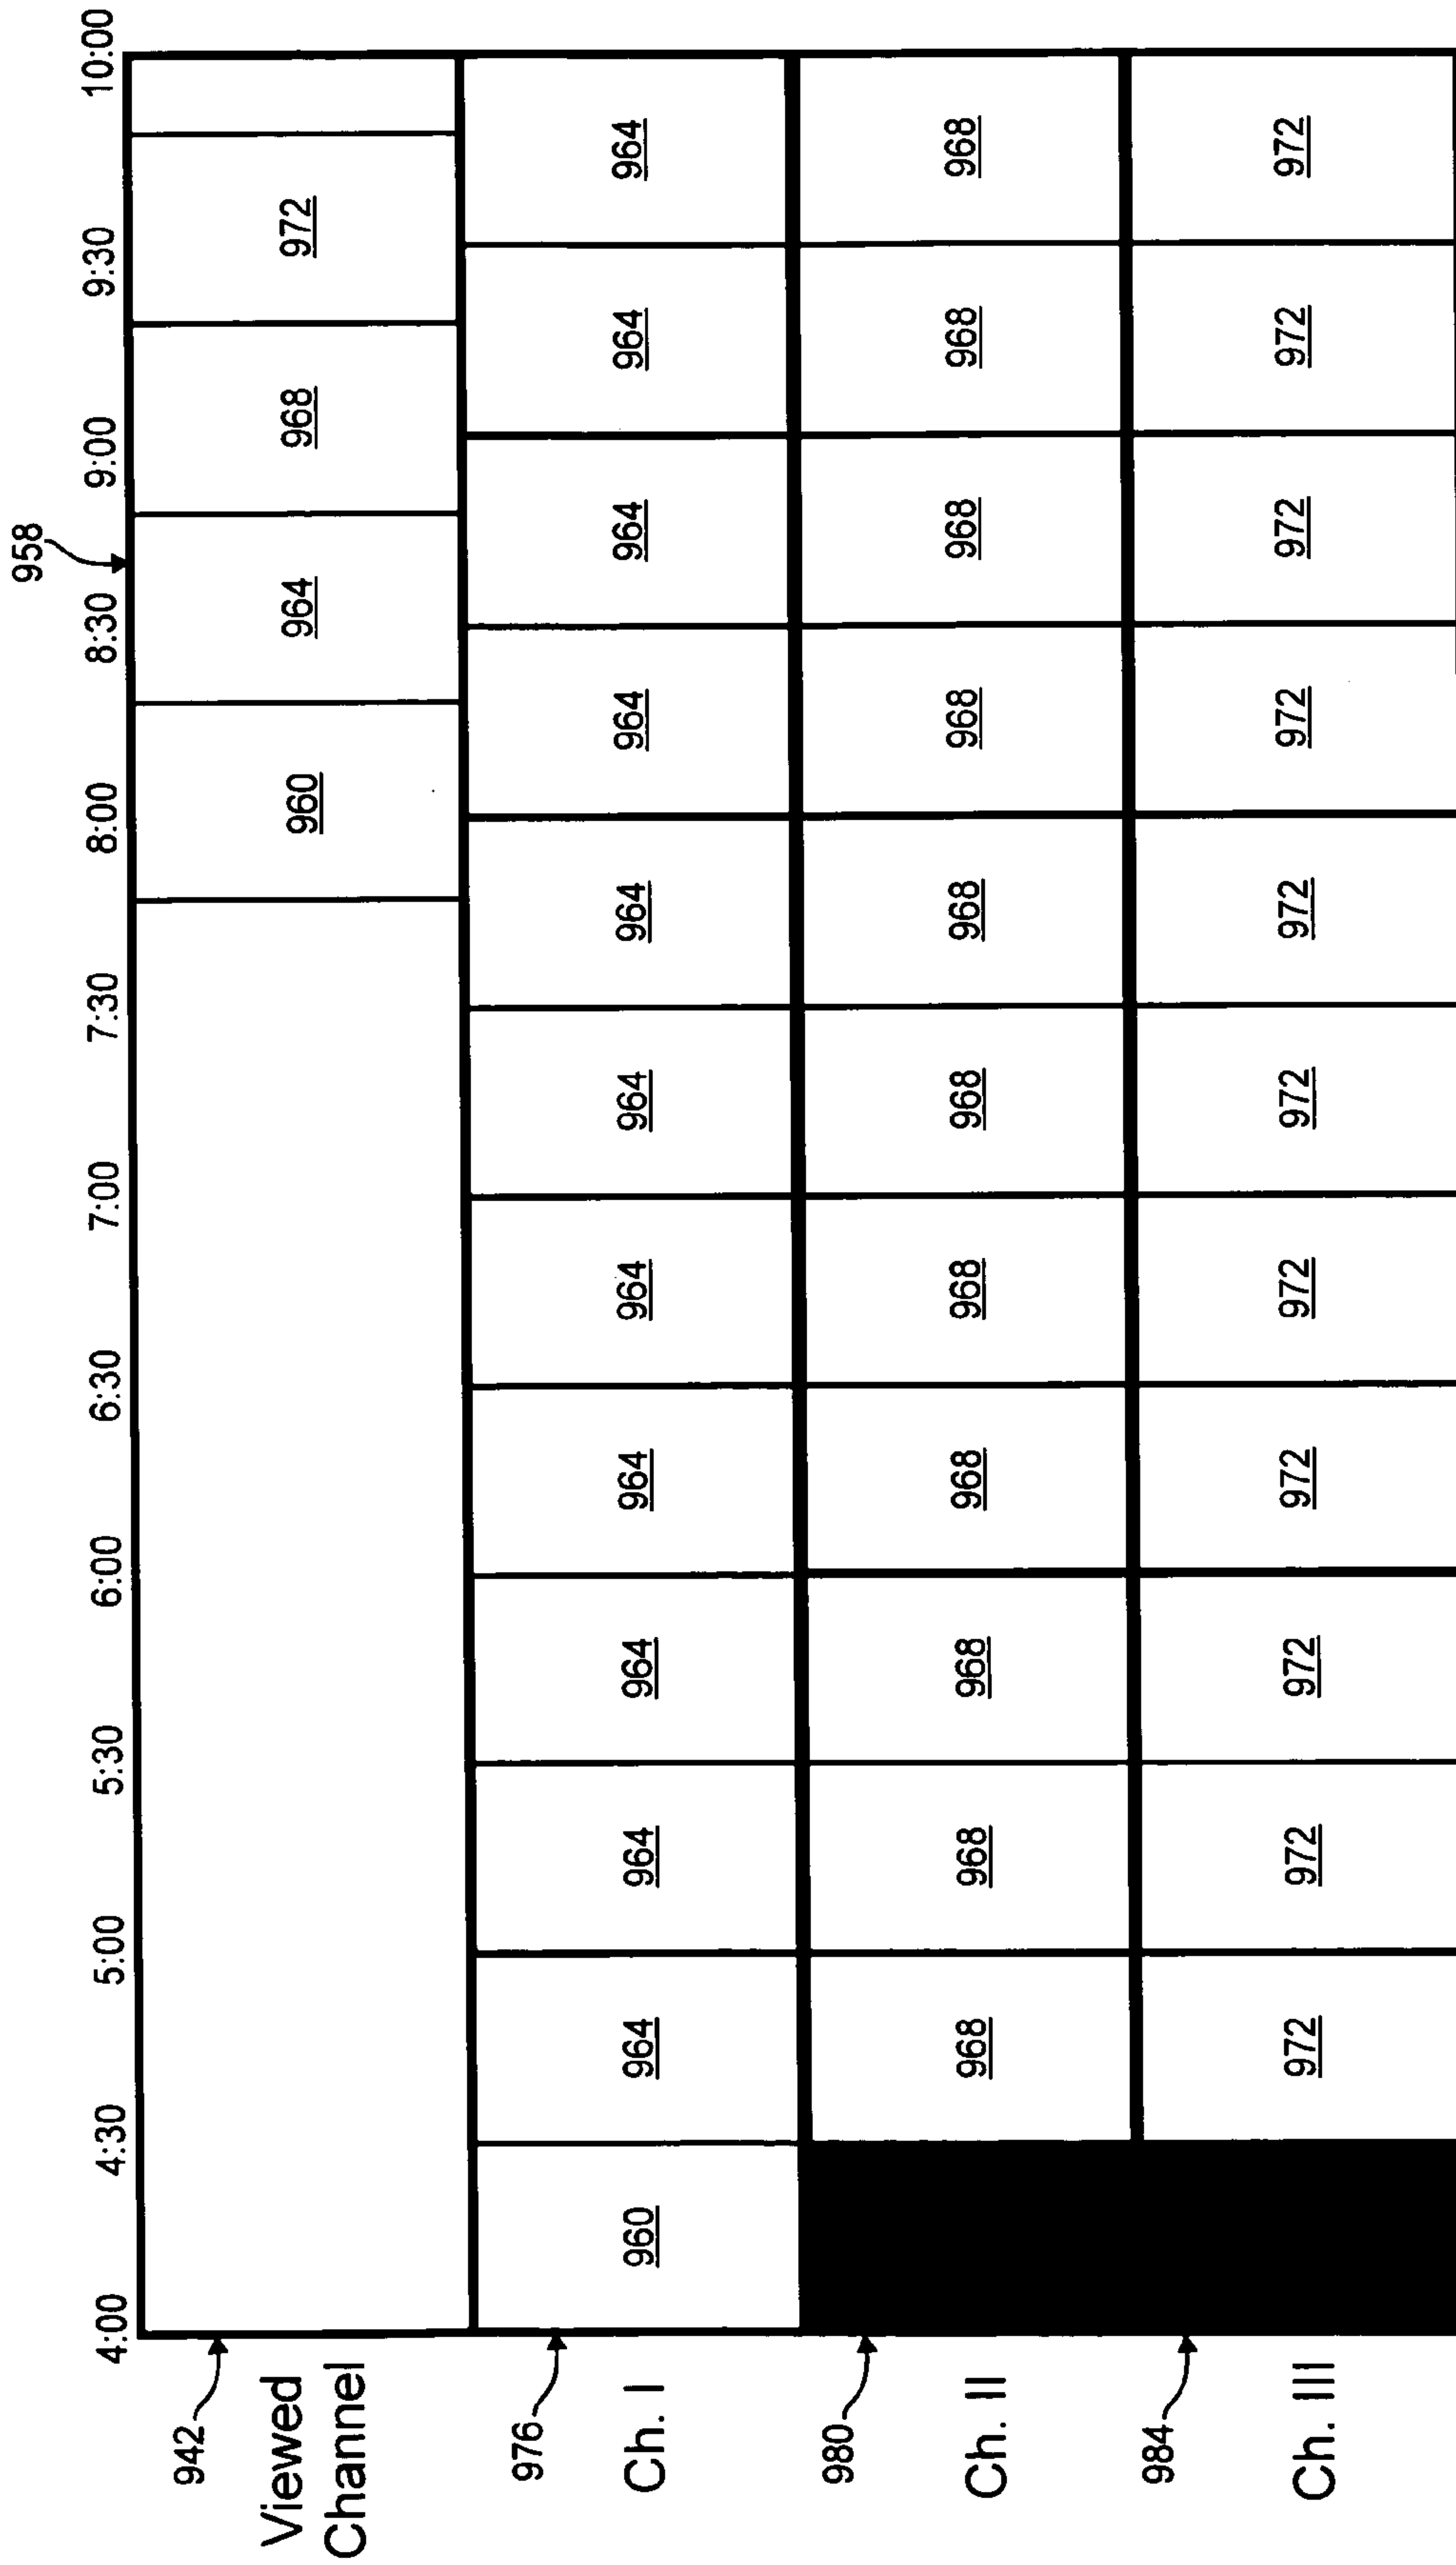 958
4:00 4:30 5:00 5:30 6:00 6:30 7:00 7:30 8:00 8:30 9:00 9:30 10:00
942
Viewed
Channel
960 964 968 972
976
Ch. I
960 964 964 964 964 964 964 964 964 964 964 964
980
Ch. II
968 968 968 968 968 968 968 968 968 968 968
984
Ch. III
972 972 972 972 972 972 972 972 972 972 972